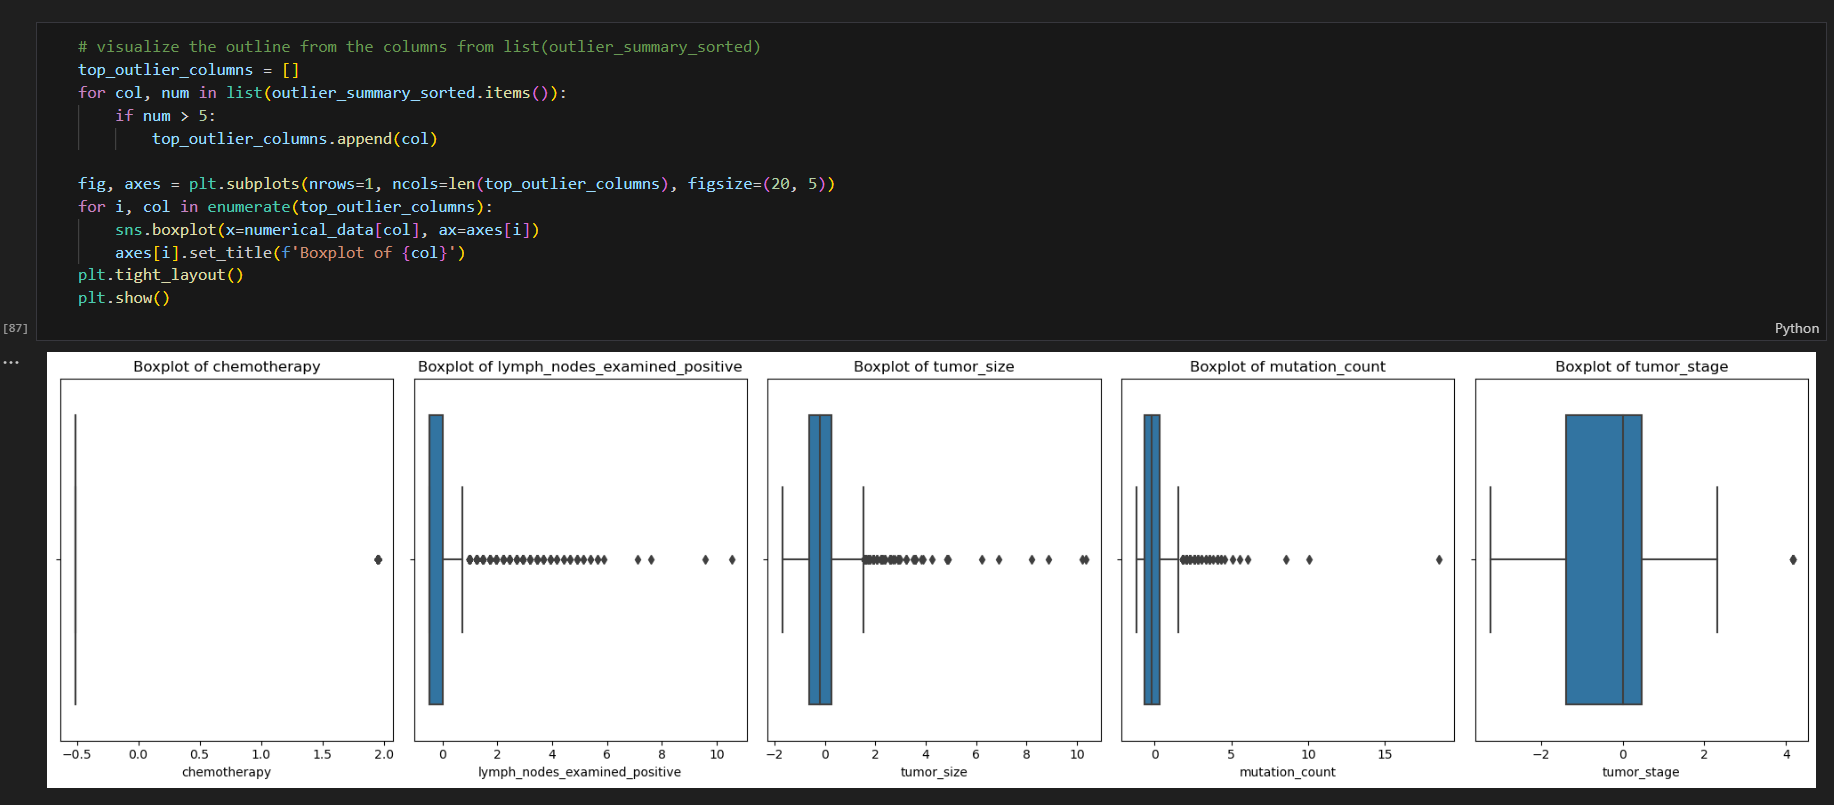 # visualize the outline from the columns from list(outlier_summary_sorted)
top_outlier_columns = []
for col, num in list(outlier_summary_sorted.items()):
    if num > 5:
        top_outlier_columns.append(col)
fig, axes = plt.subplots(nrows=1, ncols=len(top_outlier_columns), figsize=(20, 5))
for i, col in enumerate(top_outlier_columns):
    sns.boxplot(x=numerical_data[col], ax=axes[i])
    axes[i].set_title(f'Boxplot of {col}')
plt.tight_layout()
plt.show()
[87]
Python
...
Boxplot of chemotherapy
−0.5 0.0 0.5 1.0 1.5 2.0
chemotherapy
Boxplot of lymph_nodes_examined_positive
0 2 4 6 8 10
lymph_nodes_examined_positive
Boxplot of tumor_size
−2 0 2 4 6 8 10
tumor_size
Boxplot of mutation_count
0 5 10 15
mutation_count
Boxplot of tumor_stage
−2 0 2 4
tumor_stage